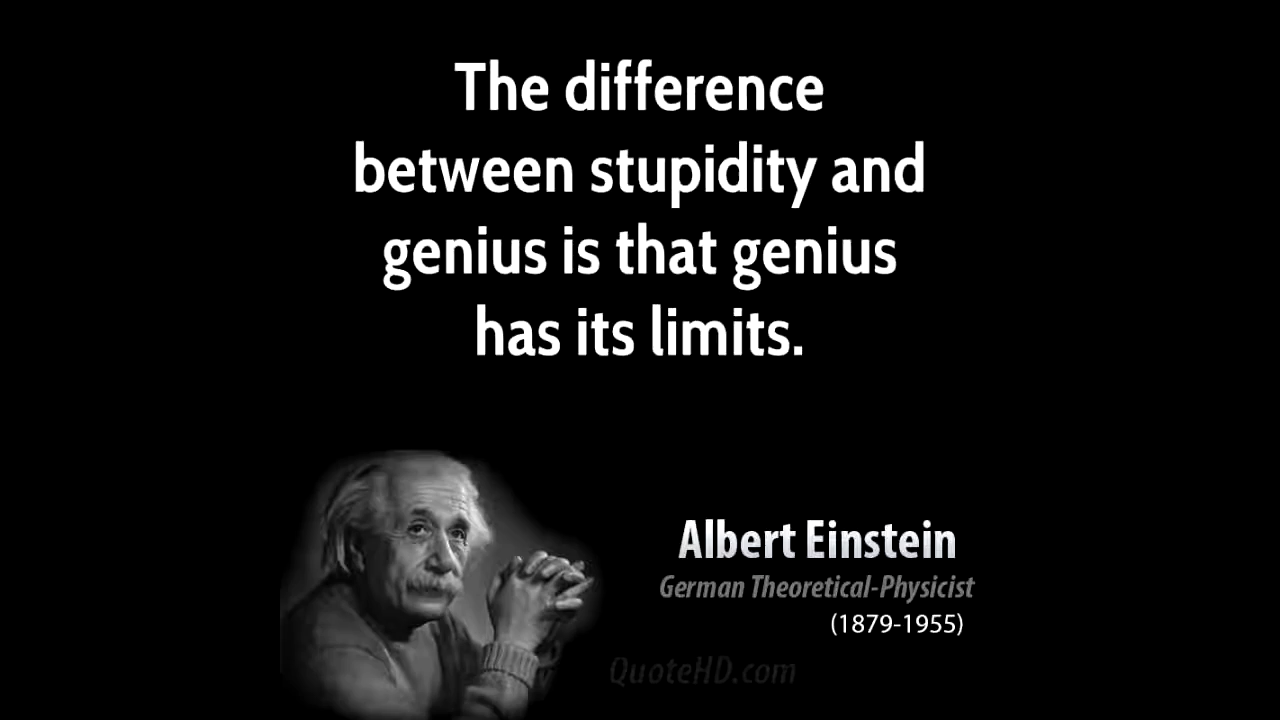 The difference
between stupidity and
genius is that genius
has its limits.
Albert Einstein
German Theoretical-Physicist
(1879-1955)
QuoteHD.com